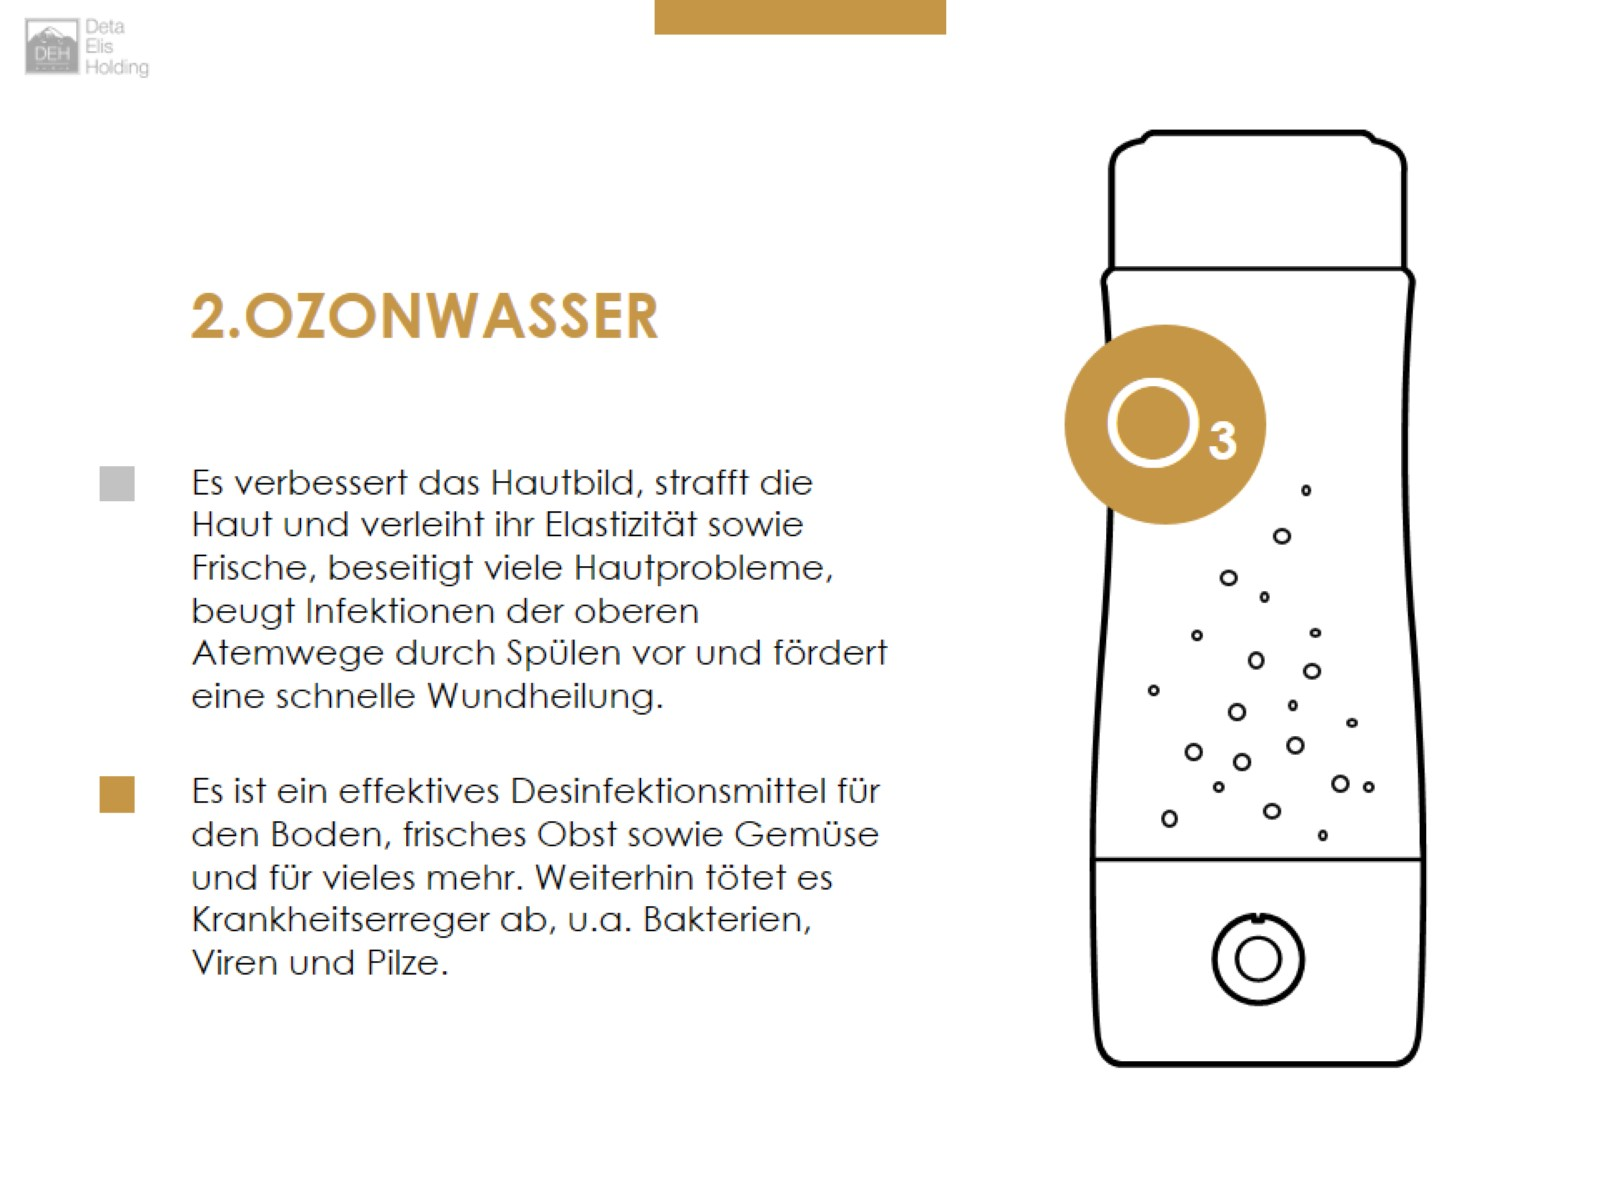 Deta
Elis
Holding
DEH
2.OZONWASSER
Es verbessert das Hautbild, strafft die
Haut und verleiht ihr Elastizität sowie
Frische, beseitigt viele Hautprobleme,
beugt Infektionen der oberen
Atemwege durch Spülen vor und fördert
eine schnelle Wundheilung.
Es ist ein effektives Desinfektionsmittel für
den Boden, frisches Obst sowie Gemüse
und für vieles mehr. Weiterhin tötet es
Krankheitserreger ab, u.a. Bakterien,
Viren und Pilze.
O3